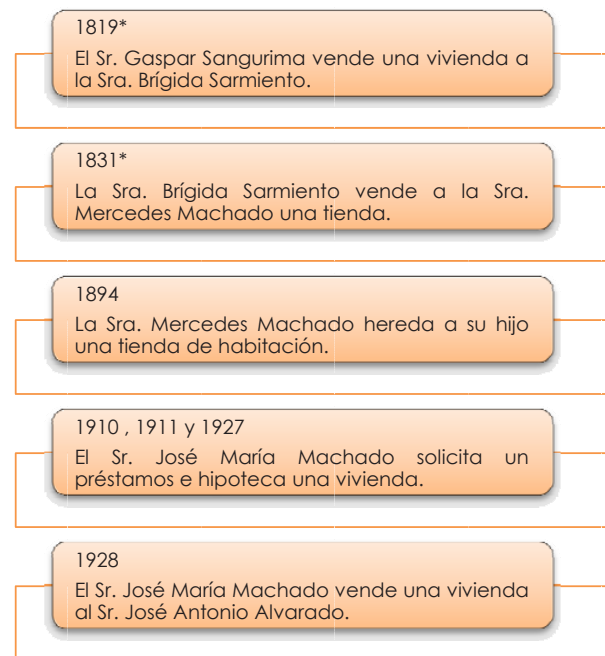 1819*
El Sr. Gaspar Sangurima vende una vivienda a
la Sra. Brígida Sarmiento.
1831*
La Sra. Brígida Sarmiento vende a la Sra.
Mercedes Machado una tienda.
1894
La Sra. Mercedes Machado hereda a su hijo
una tienda de habitación.
1910 , 1911 y 1927
El Sr. José María Machado solicita un
préstamos e hipoteca una vivienda.
1928
El Sr. José María Machado vende una vivienda
al Sr. José Antonio Alvarado.